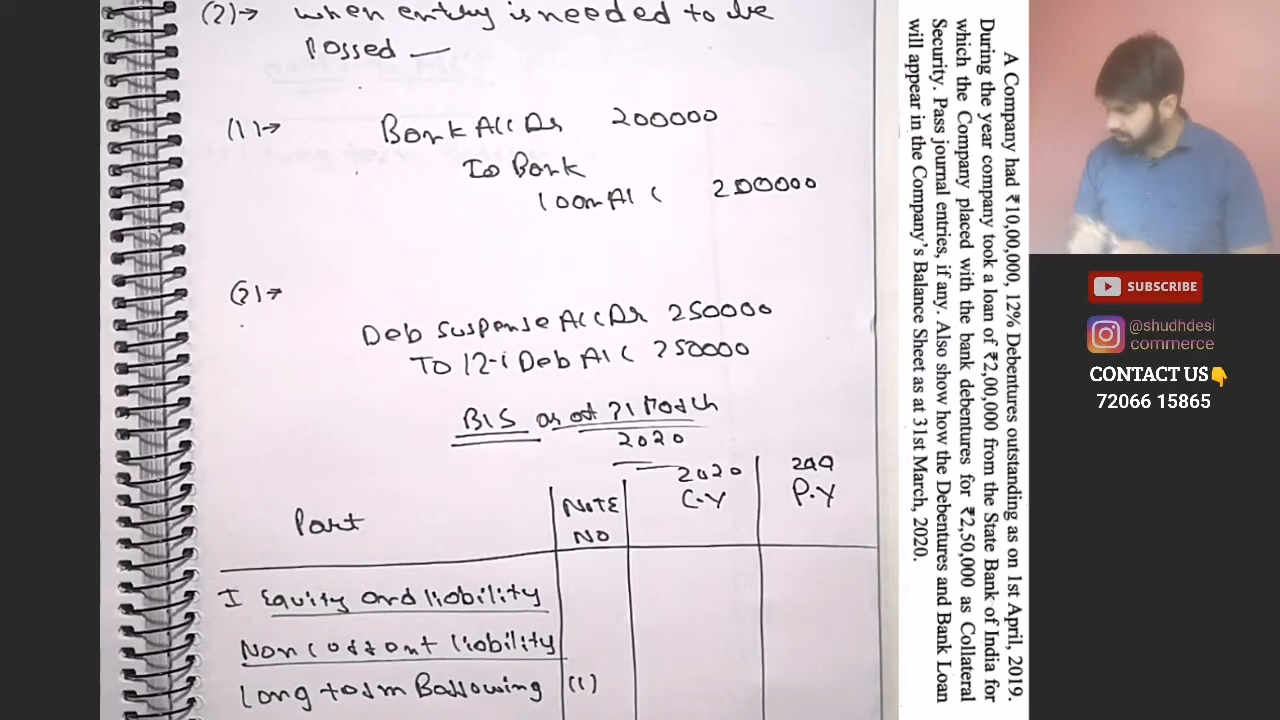 (2)→ when entry is needed to be
Possed —
(1)→ Bonk A/c Dr 200000
To Bonk
loan A/c 200000
(2)→
Deb Suspense A/c Dr 250000
To 12-i Deb A/c 250000
B/S as at 31 March
2020
Part
NOTE
NO
2020
C.Y
P.Y
I Equity and liability
Non current liability
long term Borrowing (1)
A Company had ₹10,00,000, 12% Debentures outstanding as on 1st April, 2019.
During the year company took a loan of ₹2,00,000 from the State Bank of India for
which the Company placed with the bank debentures for ₹2,50,000 as Collateral
Security. Pass journal entries, if any. Also show how the Debentures and Bank Loan
will appear in the Company's Balance Sheet as at 31st March, 2020.
SUBSCRIBE
@shudhdesi
commerce
CONTACT US👇
72066 15865